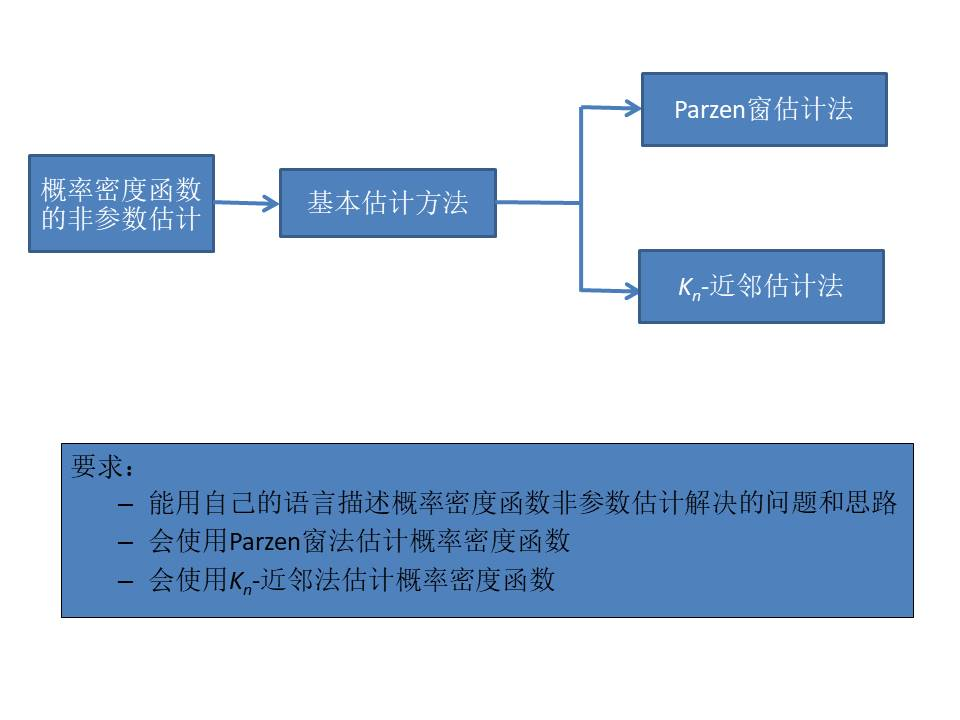 概率密度函数
的非参数估计
基本估计方法
Parzen窗估计法
Kn-近邻估计法
要求：
– 能用自己的语言描述概率密度函数非参数估计解决的问题和思路
– 会使用Parzen窗法估计概率密度函数
– 会使用Kn-近邻法估计概率密度函数